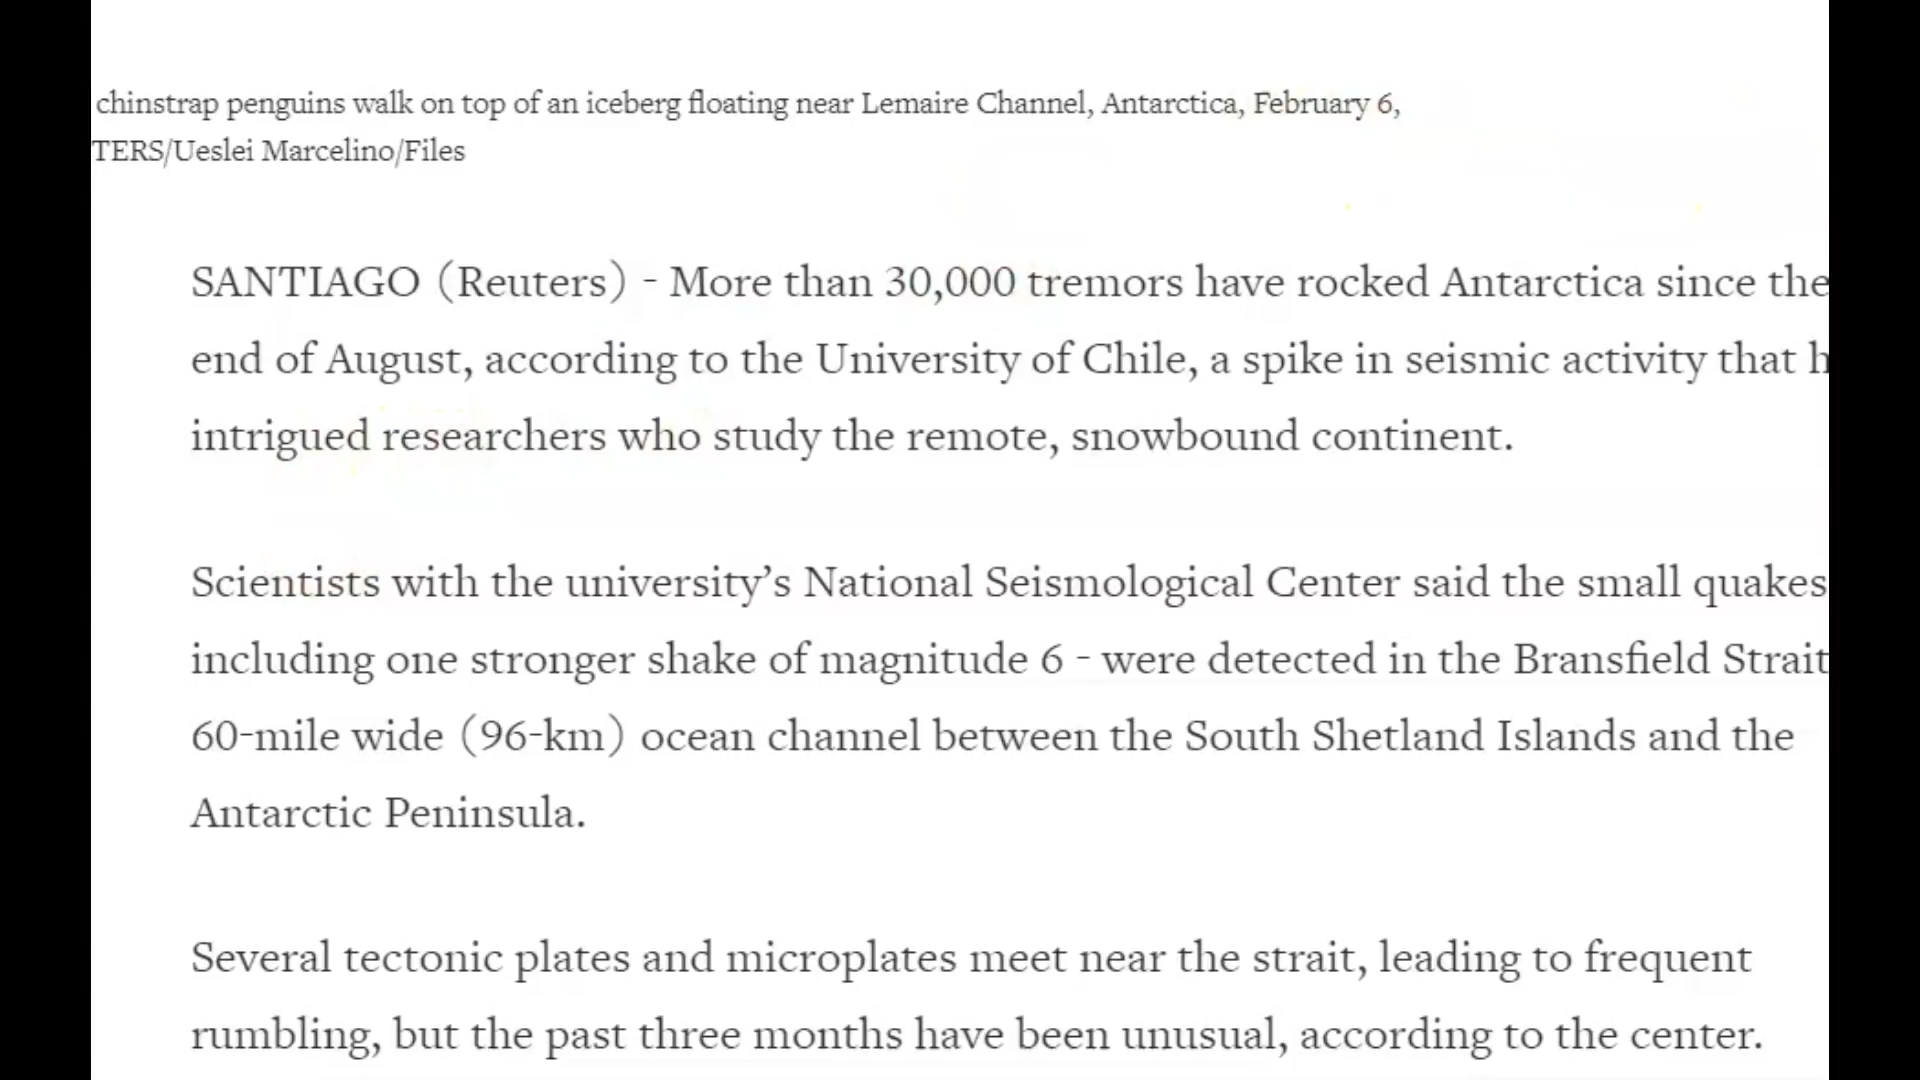 chinstrap penguins walk on top of an iceberg floating near Lemaire Channel, Antarctica, February 6,
TERS/Ueslei Marcelino/Files
SANTIAGO (Reuters) - More than 30,000 tremors have rocked Antarctica since the
end of August, according to the University of Chile, a spike in seismic activity that h
intrigued researchers who study the remote, snowbound continent.
Scientists with the university’s National Seismological Center said the small quakes
including one stronger shake of magnitude 6 - were detected in the Bransfield Strait
60-mile wide (96-km) ocean channel between the South Shetland Islands and the
Antarctic Peninsula.
Several tectonic plates and microplates meet near the strait, leading to frequent
rumbling, but the past three months have been unusual, according to the center.